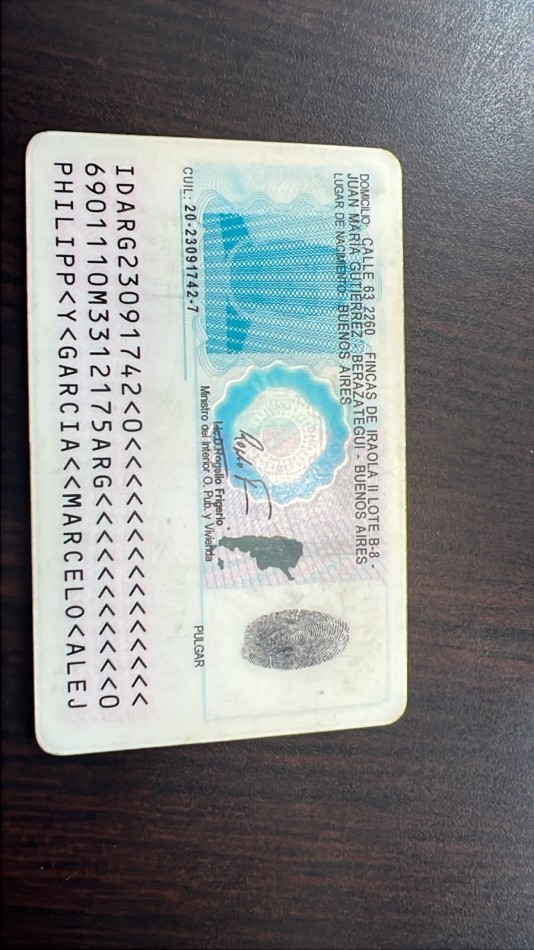 DOMICILIO: CALLE 63 2260 FINCAS DE IRAOLA II LOTE B-8 -
JUAN MARIA GUTIERREZ - BERAZATEGUI - BUENOS AIRES
LUGAR DE NACIMIENTO: BUENOS AIRES
Lic. Rogelio Frigerio
Ministro del Interior O. Pub. y Vivienda
CUIL: 20-23091742-7
PULGAR
IDARG23091742<0<<<<<<<<<<<<<<<
6901110M3312175ARG<<<<<<<<<<<0
PHILIPP<Y<GARCIA<<MARCELO<ALEJ